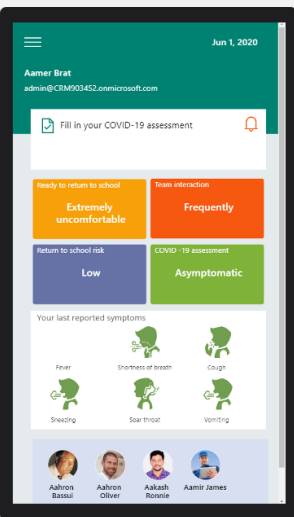 Jun 1, 2020
Aamer Brat
admin@CRM903452.onmicrosoft.com
Fill in your COVID-19 assessment
Ready to return to school
Team interaction
Extremely
uncomfortable
Frequently
Return to school risk
COVID -19 assessment
Low
Asymptomatic
Your last reported symptoms
Fever
Shortness of breath
Cough
Sneezing
Soar throat
Vomiting
Aahron
Bassui
Aahron
Oliver
Aakash
Ronnie
Aamir James